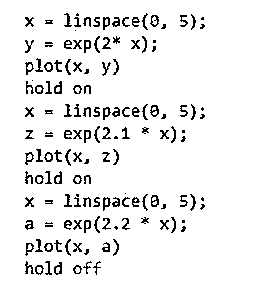 x = linspace(0, 5);
y = exp(2* x);
plot(x, y)
hold on
x = linspace(0, 5);
z = exp(2.1 * x);
plot(x, z)
hold on
x = linspace(0, 5);
a = exp(2.2 * x);
plot(x, a)
hold off